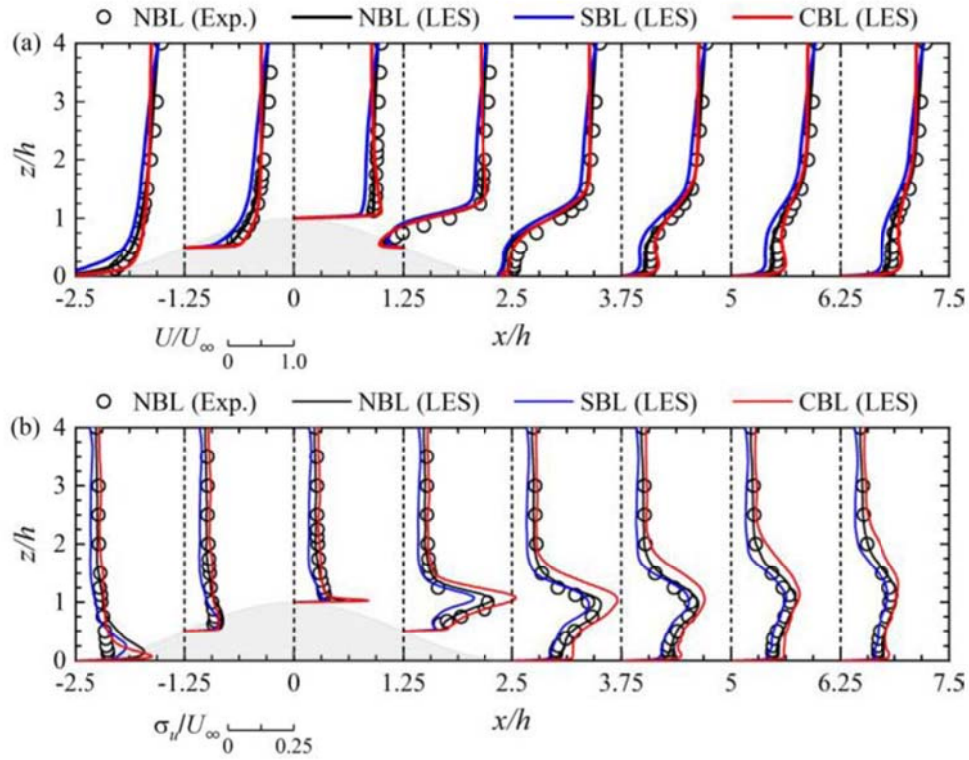 NBL (Exp.) NBL (LES) SBL (LES) CBL (LES)
(a)
4
3
2
1
0
z/h
-2.5 -1.25 0 1.25 2.5 3.75 5 6.25 7.5
U/U∞ x/h
0 1.0
NBL (Exp.) NBL (LES) SBL (LES) CBL (LES)
(b)
4
3
2
1
0
z/h
-2.5 -1.25 0 1.25 2.5 3.75 5 6.25 7.5
σu/U∞ x/h
0 0.25